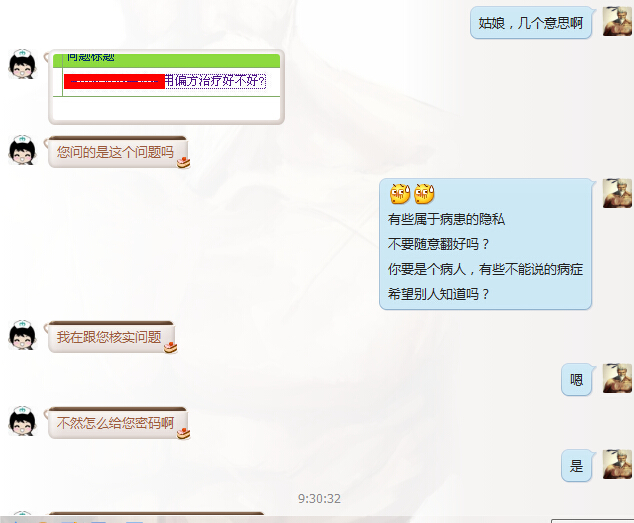 姑娘，几个意思啊
问题标题
用偏方治疗好不好?
您问的是这个问题吗
有些属于病患的隐私
不要随意翻好吗？
你要是个病人，有些不能说的病症
希望别人知道吗？
我在跟您核实问题
嗯
不然怎么给您密码啊
是
9:30:32